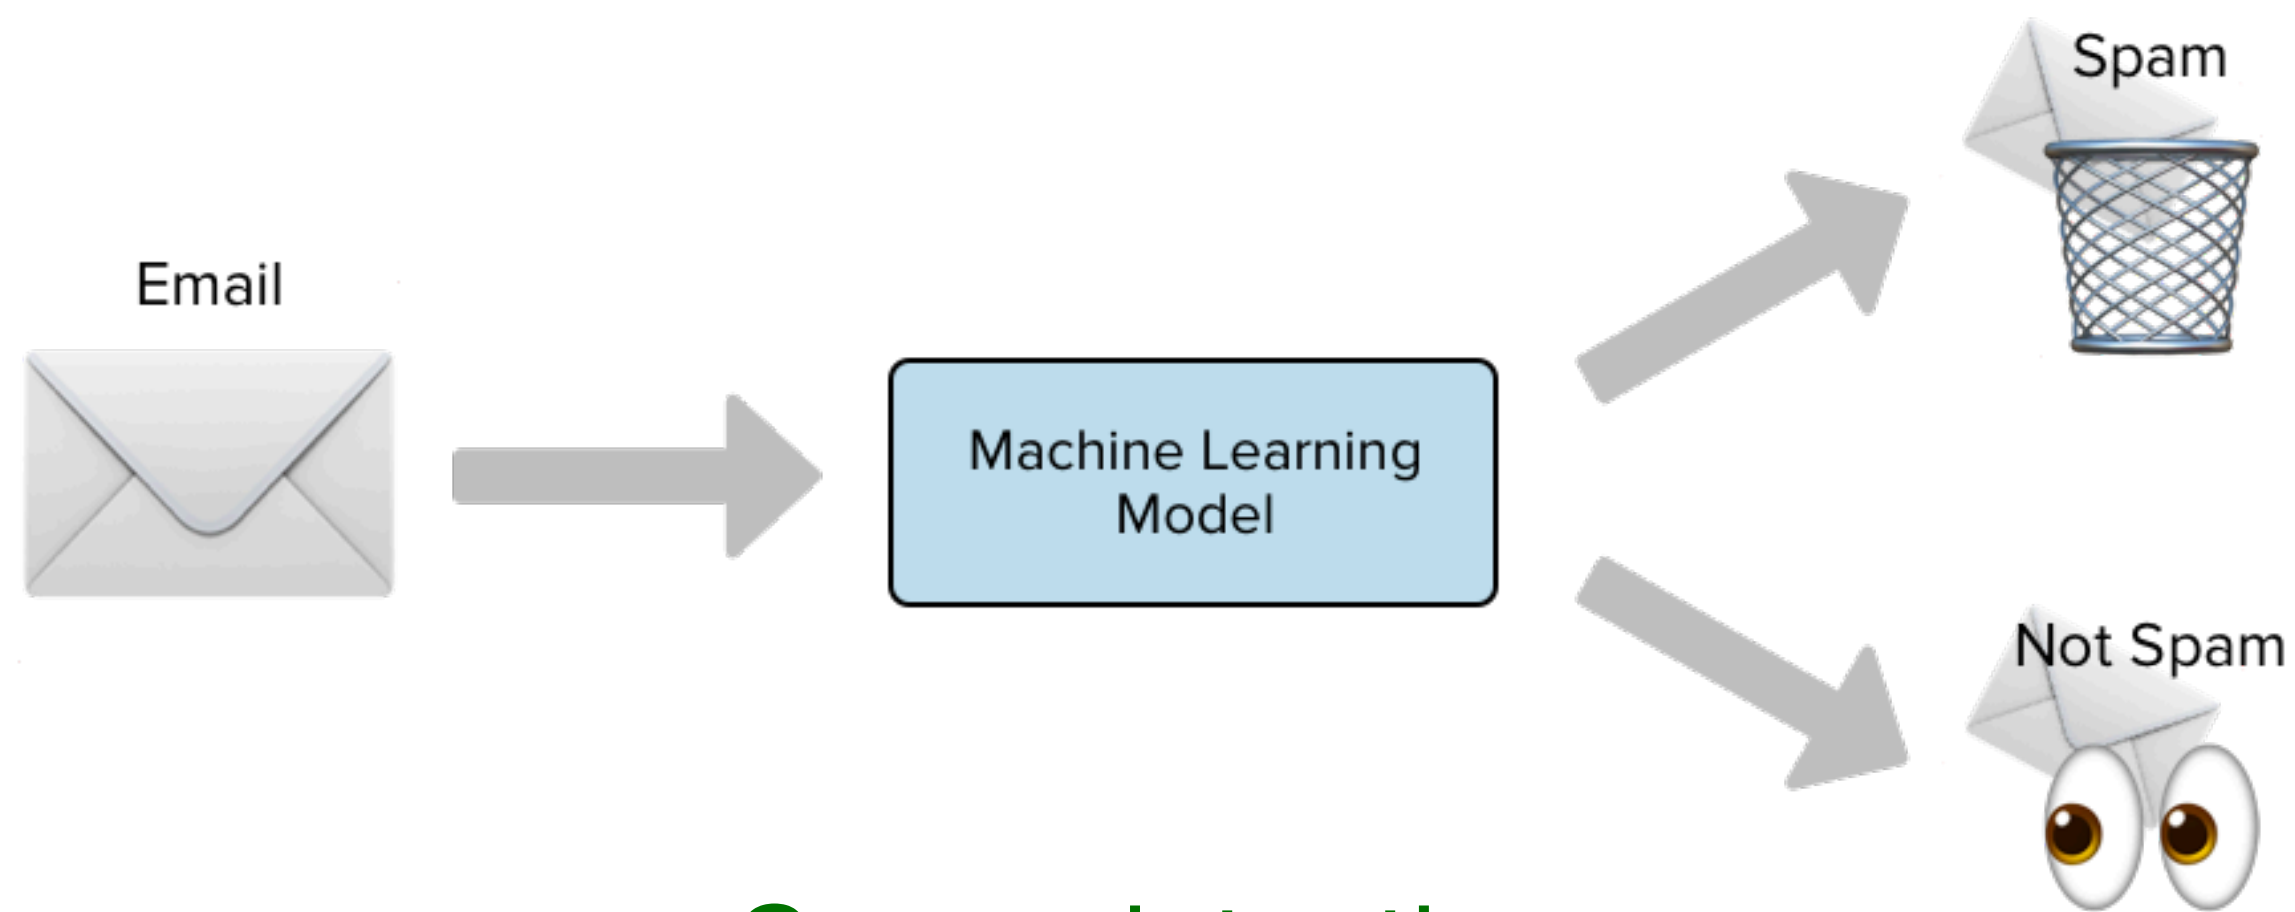 Spam
Email
Machine Learning
Model
Not Spam